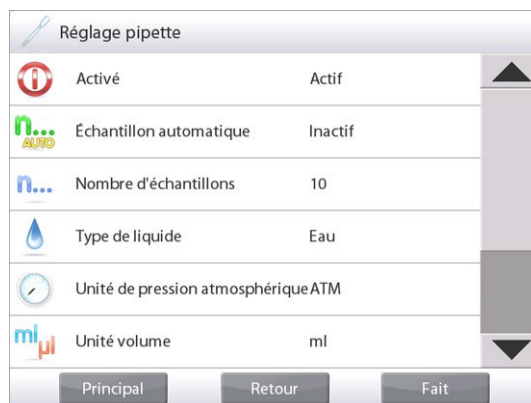 Réglage pipette
Activé Actif
n... AUTO Échantillon automatique Inactif
n... Nombre d'échantillons 10
Type de liquide Eau
Unité de pression atmosphérique ATM
ml µl Unité volume ml
Principal Retour Fait